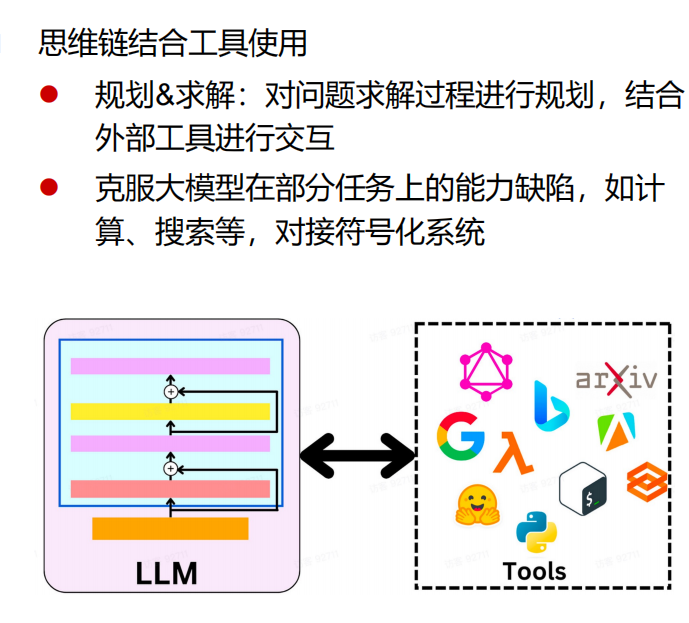 思维链结合工具使用
规划&求解：对问题求解过程进行规划，结合
外部工具进行交互
克服大模型在部分任务上的能力缺陷，如计
算、搜索等，对接符号化系统
arXiv
$
LLM
Tools